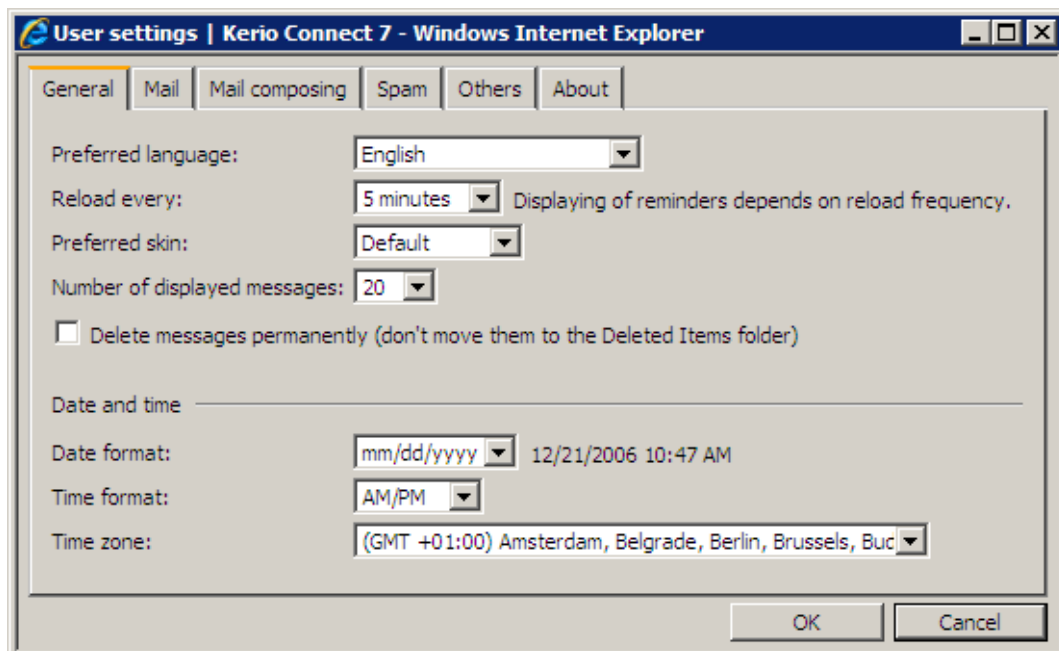 User settings | Kerio Connect 7 - Windows Internet Explorer
General Mail Mail composing Spam Others About
Preferred language: English
Reload every: 5 minutes Displaying of reminders depends on reload frequency.
Preferred skin: Default
Number of displayed messages: 20
Delete messages permanently (don't move them to the Deleted Items folder)
Date and time
Date format: mm/dd/yyyy 12/21/2006 10:47 AM
Time format: AM/PM
Time zone: (GMT +01:00) Amsterdam, Belgrade, Berlin, Brussels, Buc
OK Cancel